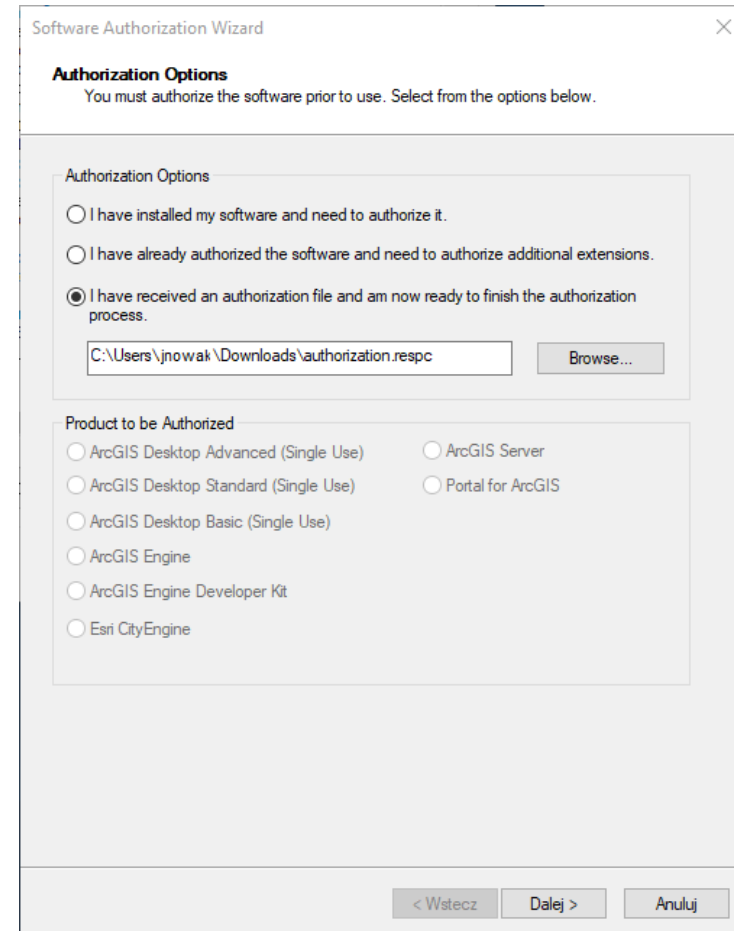 Software Authorization Wizard
Authorization Options
You must authorize the software prior to use. Select from the options below.
Authorization Options
I have installed my software and need to authorize it.
I have already authorized the software and need to authorize additional extensions.
I have received an authorization file and am now ready to finish the authorization
process.
C:\Users\jnowak\Downloads\authorization.respc
Browse...
Product to be Authorized
ArcGIS Desktop Advanced (Single Use)
ArcGIS Server
ArcGIS Desktop Standard (Single Use)
Portal for ArcGIS
ArcGIS Desktop Basic (Single Use)
ArcGIS Engine
ArcGIS Engine Developer Kit
Esri CityEngine
< Wstecz
Dalej >
Anuluj